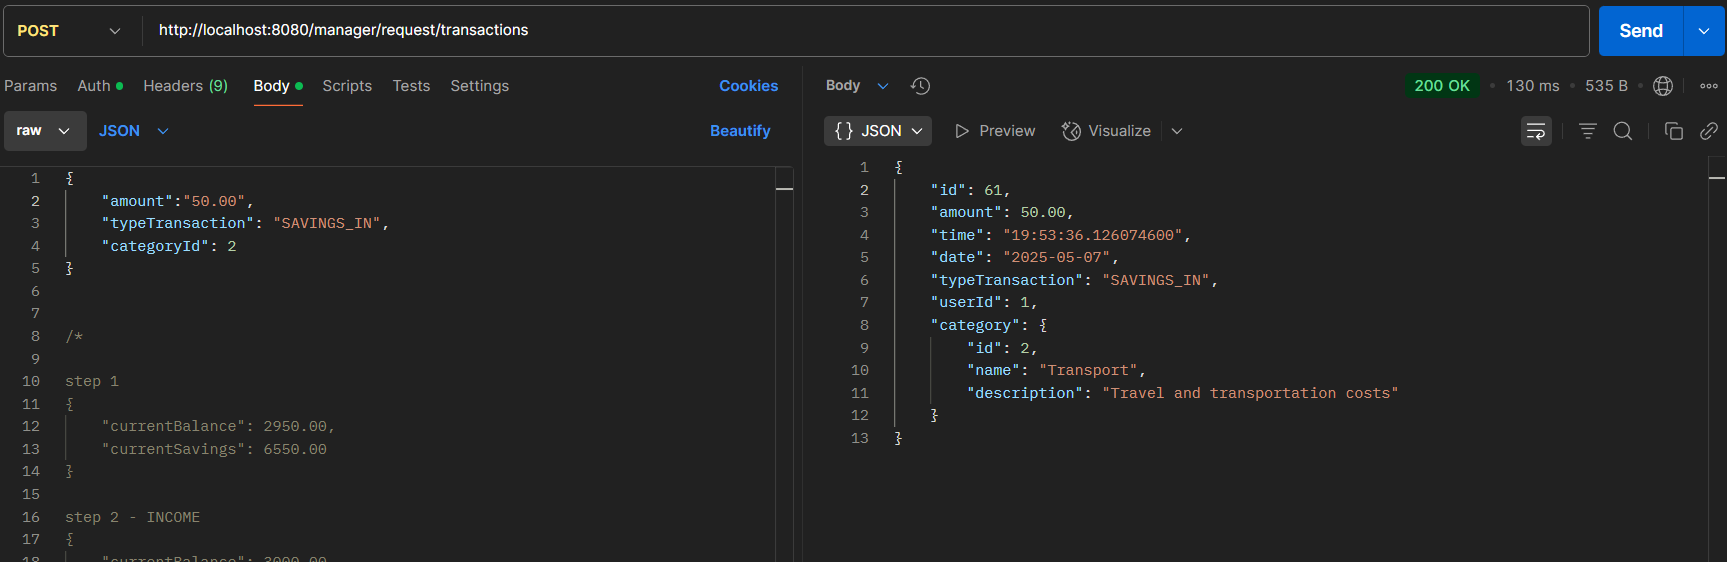 POST http://localhost:8080/manager/request/transactions Send
Params Auth Headers (9) Body Scripts Tests Settings Cookies
raw JSON Beautify
1 {
2 "amount":"50.00",
3 "typeTransaction": "SAVINGS_IN",
4 "categoryId": 2
5 }
6
7
8 /*
9
10 step 1
11 {
12 "currentBalance": 2950.00,
13 "currentSavings": 6550.00
14 }
15
16 step 2 - INCOME
17 {
18 "currentBalance": 3000.00
Body 200 OK • 130 ms • 535 B •
{} JSON Preview Visualize
1 {
2 "id": 61,
3 "amount": 50.00,
4 "time": "19:53:36.126074600",
5 "date": "2025-05-07",
6 "typeTransaction": "SAVINGS_IN",
7 "userId": 1,
8 "category": {
9 "id": 2,
10 "name": "Transport",
11 "description": "Travel and transportation costs"
12 }
13 }